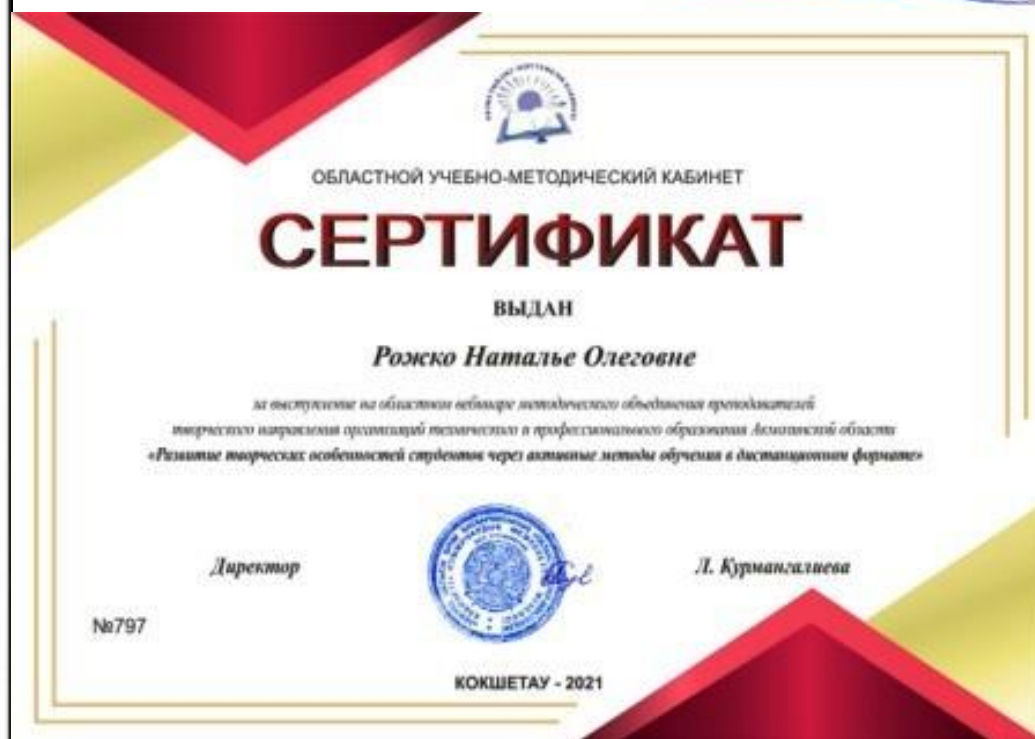 ОБЛАСТНОЙ УЧЕБНО-МЕТОДИЧЕСКИЙ КАБИНЕТ
СЕРТИФИКАТ
ВЫДАН
Рожко Наталье Олеговне
за выступление на областном вебинаре методического объединения преподавателей
творческого направления организаций технического и профессионального образования Акмолинской области
«Развитие творческих особенностей студентов через активные методы обучения в дистанционном формате»
Директор
Л. Курмангалиева
№797
КОКШЕТАУ - 2021